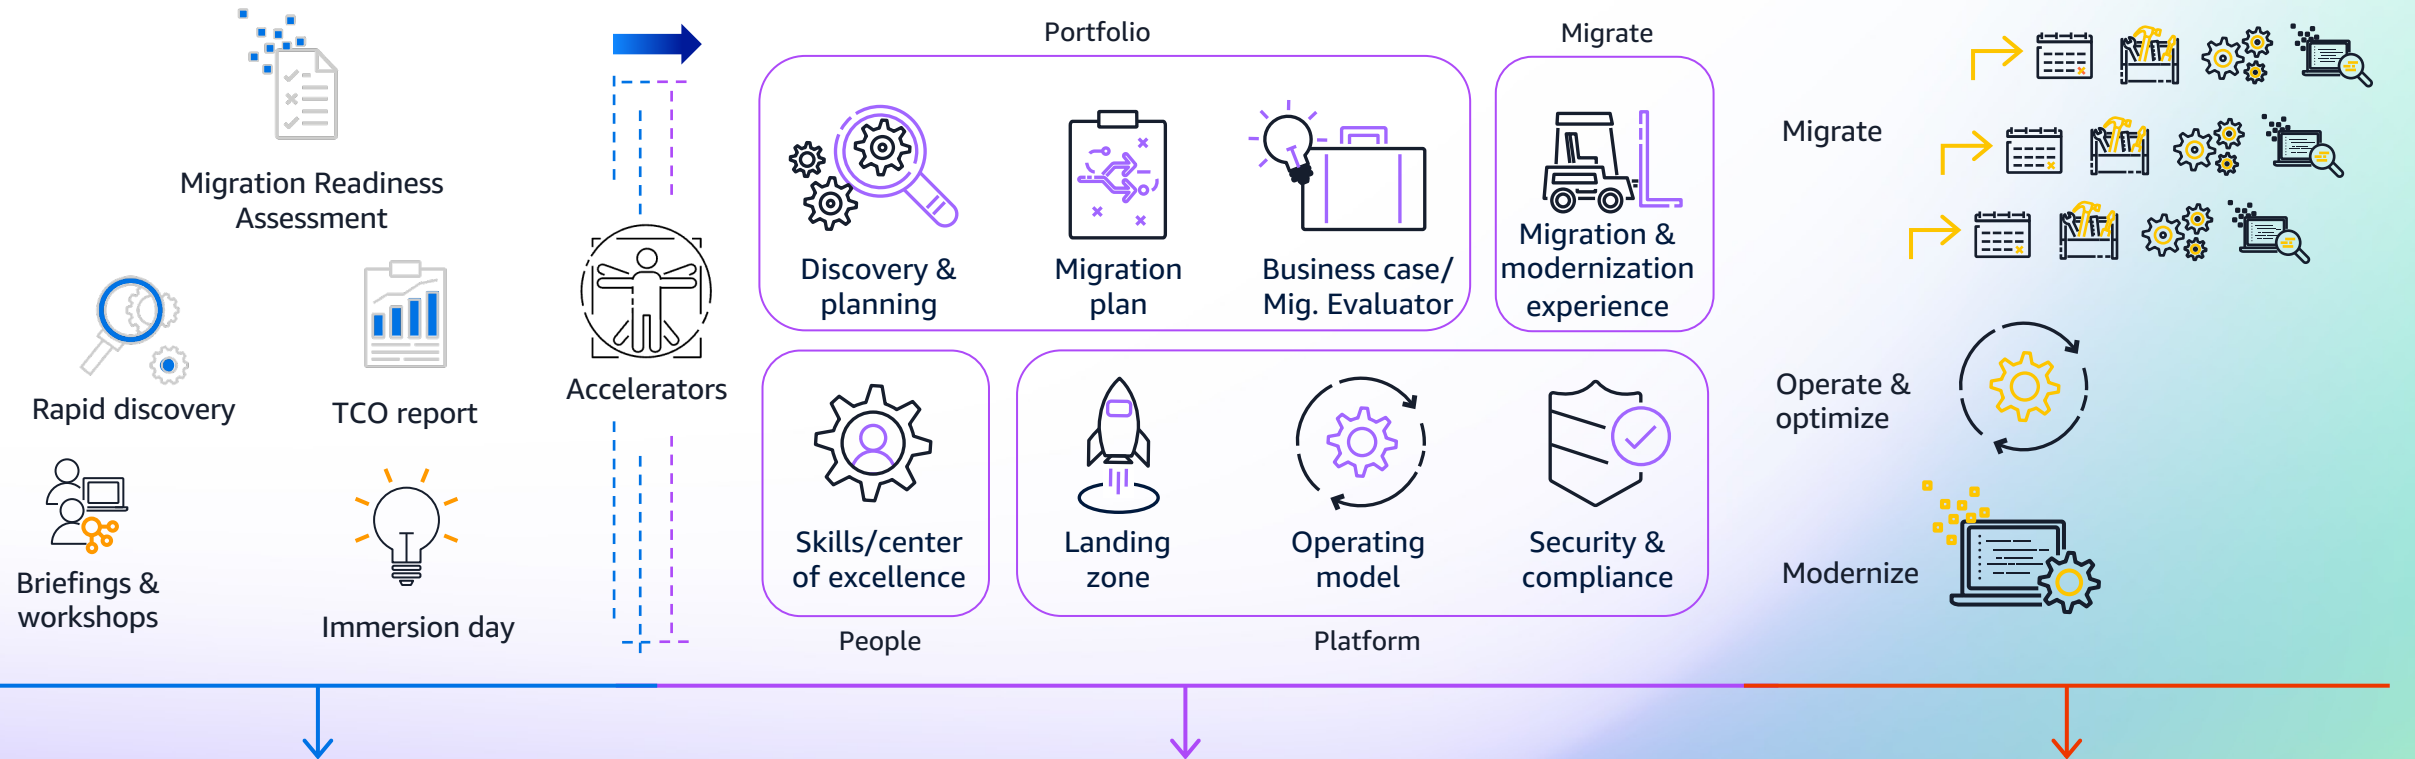 Migration Readiness
Assessment
Rapid discovery
TCO report
Briefings &
workshops
Immersion day
Accelerators
Portfolio
Discovery &
planning
Migration
plan
Business case/
Mig. Evaluator
Migrate
Migration &
modernization
experience
Skills/center
of excellence
People
Landing
zone
Operating
model
Security &
compliance
Platform
Migrate
Operate &
optimize
Modernize